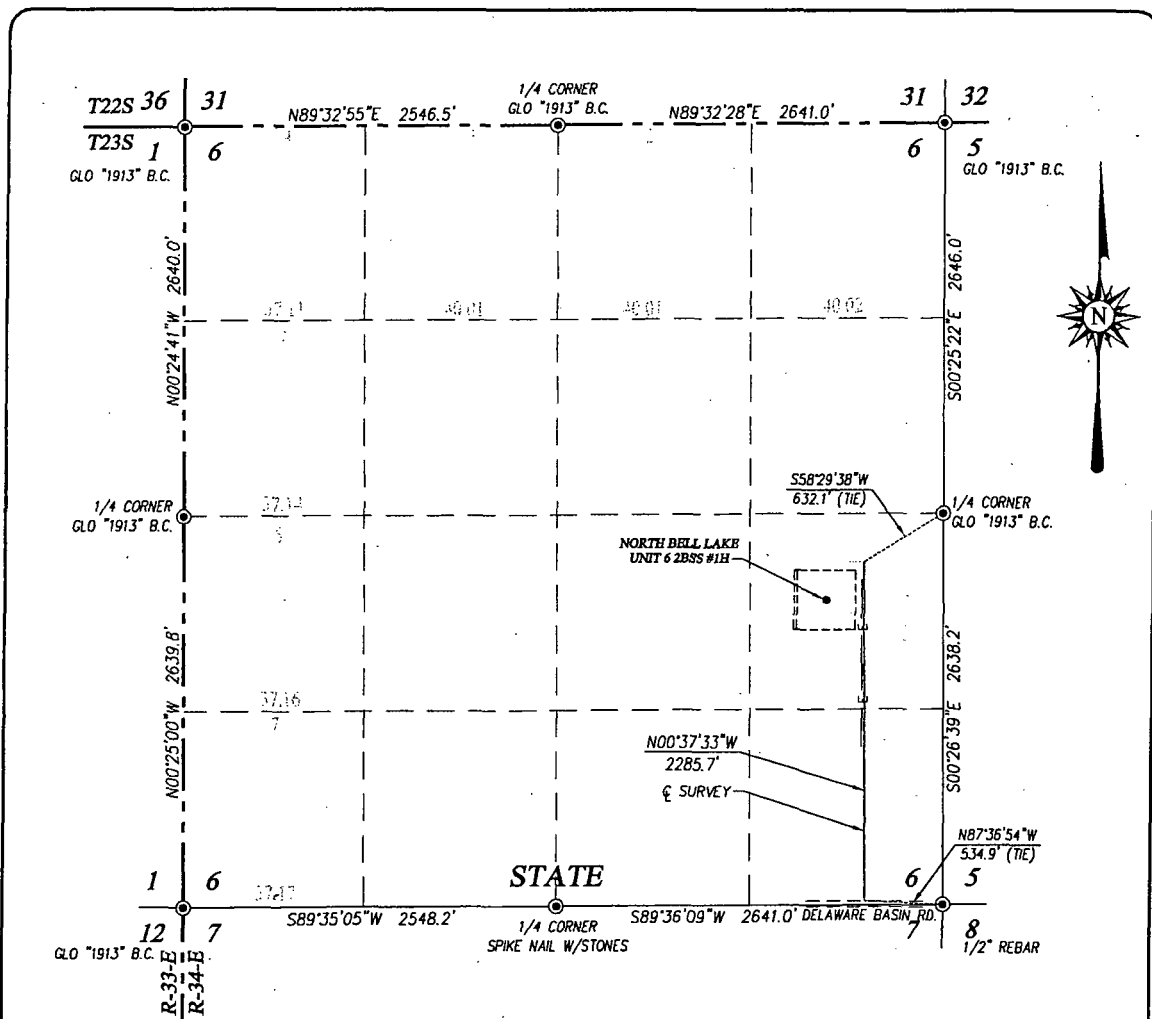 1/4 CORNER
GLO "1913" B.C.
T22S 36 31
N89°32'55"E 2546.5'
N89°32'28"E 2641.0'
31 32
T23S
1 6
6 5
GLO "1913" B.C.
GLO "1913" B.C.
N00°24'41"W 2640.0'
S00°25'22"E 2646.0'
N
40.01
40.01
40.02
S58°29'38"W
632.1' (TIE)
1/4 CORNER
GLO "1913" B.C.
37.14
1/4 CORNER
GLO "1913" B.C.
NORTH BELL LAKE
UNIT 6 2BSS #1H
N00°25'00"W 2639.8'
S00°26'39"E 2638.2'
37.16
7
N00°37'33"W
2285.7'
℄ SURVEY
N87°36'54"W
534.9' (TIE)
1 6
37.17
STATE
6 5
S89°35'05"W 2548.2'
S89°36'09"W 2641.0'
DELAWARE BASIN RD.
12 7
1/4 CORNER
SPIKE NAIL W/STONES
7 8
GLO "1913" B.C.
1/2" REBAR
R-33-E
R-34-E